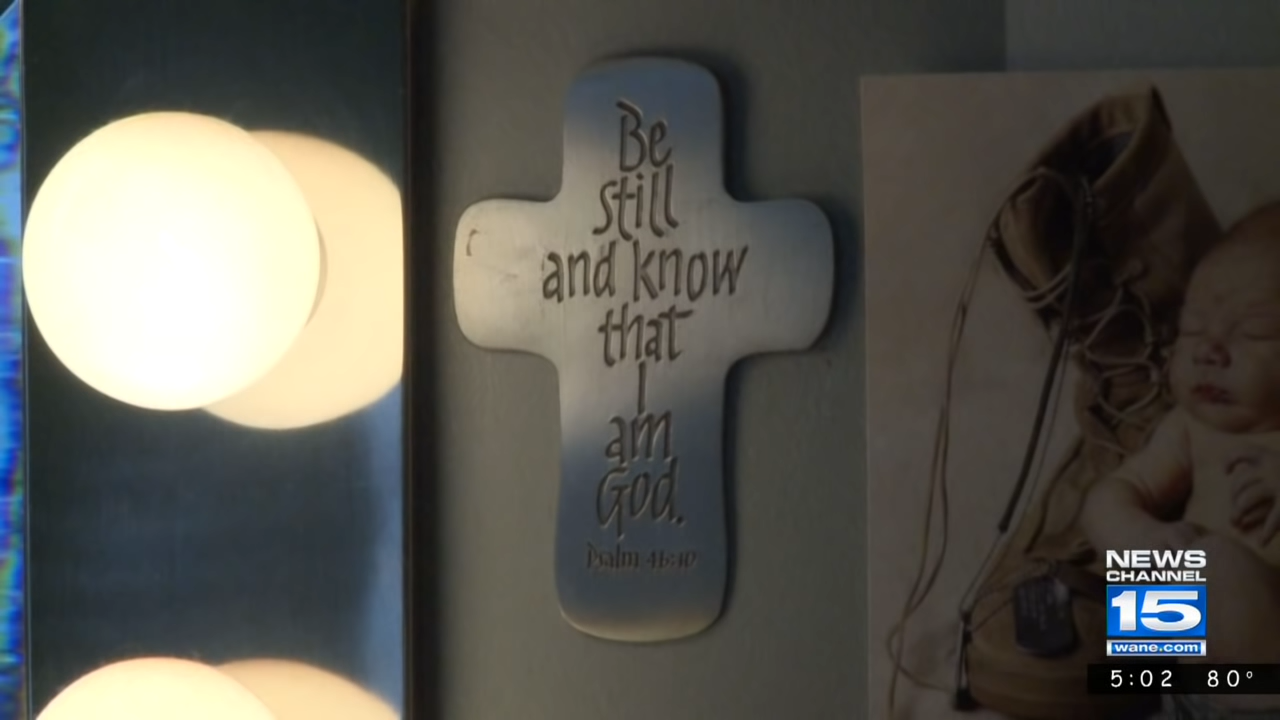 Be
still
and know
that
I
am
God.
Psalm 46:10
NEWS
CHANNEL
15
wane.com
5:02 80°